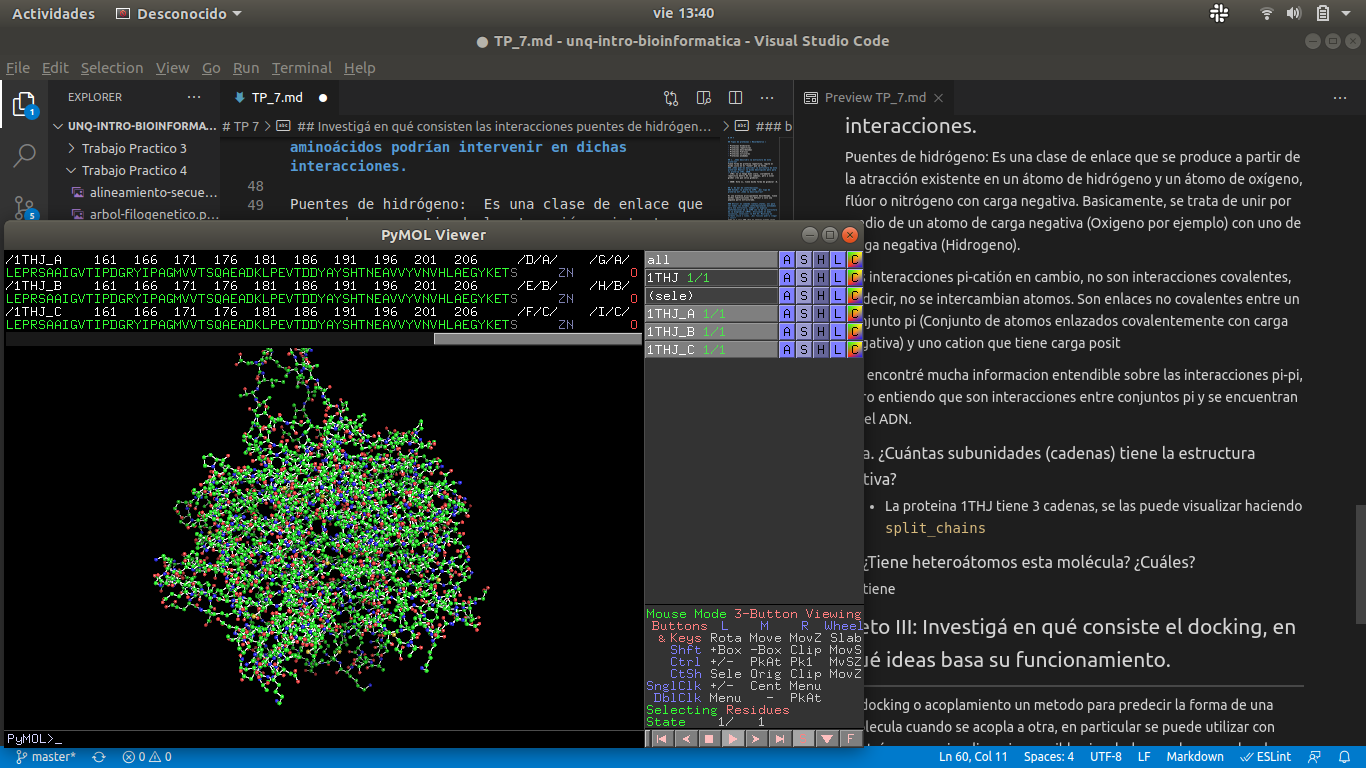 Actividades
Desconocido
vie 13:40
● TP_7.md - unq-intro-bioinformatica - Visual Studio Code
File Edit Selection View Go Run Terminal Help
EXPLORER
TP_7.md
Preview TP_7.md
UNQ-INTRO-BIOINFORMA...
# TP 7 > ## Investigá en qué consisten las interacciones puentes de hidrógen... > ### b
Trabajo Practico 3
Trabajo Practico 4
alineamiento-secue...
arbol-filogenetico.p...
1
5
aminoácidos podrían intervenir en dichas
interacciones.
48
49
Puentes de hidrógeno: Es una clase de enlace que
PyMOL Viewer
/1THJ_A 161 166 171 176 181 186 191 196 201 206 /D/A/ /G/A/
LEPRSAAIGVTIPDGRYIPAGMVVTSQAEADKLPEVTDDYAYSHTNEAVVYVNVHLAEGYKETS ZN O
/1THJ_B 161 166 171 176 181 186 191 196 201 206 /E/B/ /H/B/
LEPRSAAIGVTIPDGRYIPAGMVVTSQAEADKLPEVTDDYAYSHTNEAVVYVNVHLAEGYKETS ZN O
/1THJ_C 161 166 171 176 181 186 191 196 201 206 /F/C/ /I/C/
LEPRSAAIGVTIPDGRYIPAGMVVTSQAEADKLPEVTDDYAYSHTNEAVVYVNVHLAEGYKETS ZN O
all A S H L C
1THJ 1/1 A S H L C
(sele) A S H L C
1THJ_A 1/1 A S H L C
1THJ_B 1/1 A S H L C
1THJ_C 1/1 A S H L C
Mouse Mode 3-Button Viewing
Buttons L M R Wheel
& Keys Rota Move MovZ Slab
Shft +Box -Box Clip MovS
Ctrl +/- PkAt Pk1 MvSZ
CtSh Sele Orig Clip MovZ
SnglClk +/- Cent Menu
DblClk Menu - PkAt
Selecting Residues
State 1/ 1
F
PyMOL>_
interacciones.
Puentes de hidrógeno: Es una clase de enlace que se produce a partir de
la atracción existente en un átomo de hidrógeno y un átomo de oxígeno,
flúor o nitrógeno con carga negativa. Basicamente, se trata de unir por
dio de un atomo de carga negativa (Oxigeno por ejemplo) con uno de
ga negativa (Hidrogeno).
interacciones pi-catión en cambio, no son interacciones covalentes,
decir, no se intercambian atomos. Son enlaces no covalentes entre un
junto pi (Conjunto de atomos enlazados covalentemente con carga
gativa) y uno cation que tiene carga posit
encontré mucha informacion entendible sobre las interacciones pi-pi,
ro entiendo que son interacciones entre conjuntos pi y se encuentran
el ADN.
a. ¿Cuántas subunidades (cadenas) tiene la estructura
tiva?
• La proteina 1THJ tiene 3 cadenas, se las puede visualizar haciendo
split_chains
¿Tiene heteroátomos esta molécula? ¿Cuáles?
tiene
eto III: Investigá en qué consiste el docking, en
ué ideas basa su funcionamiento.
docking o acoplamiento un metodo para predecir la forma de una
lecula cuando se acopla a otra, en particular se puede utilizar con
master*
0 0
Ln 60, Col 11 Spaces: 4 UTF-8 LF Markdown ESLint